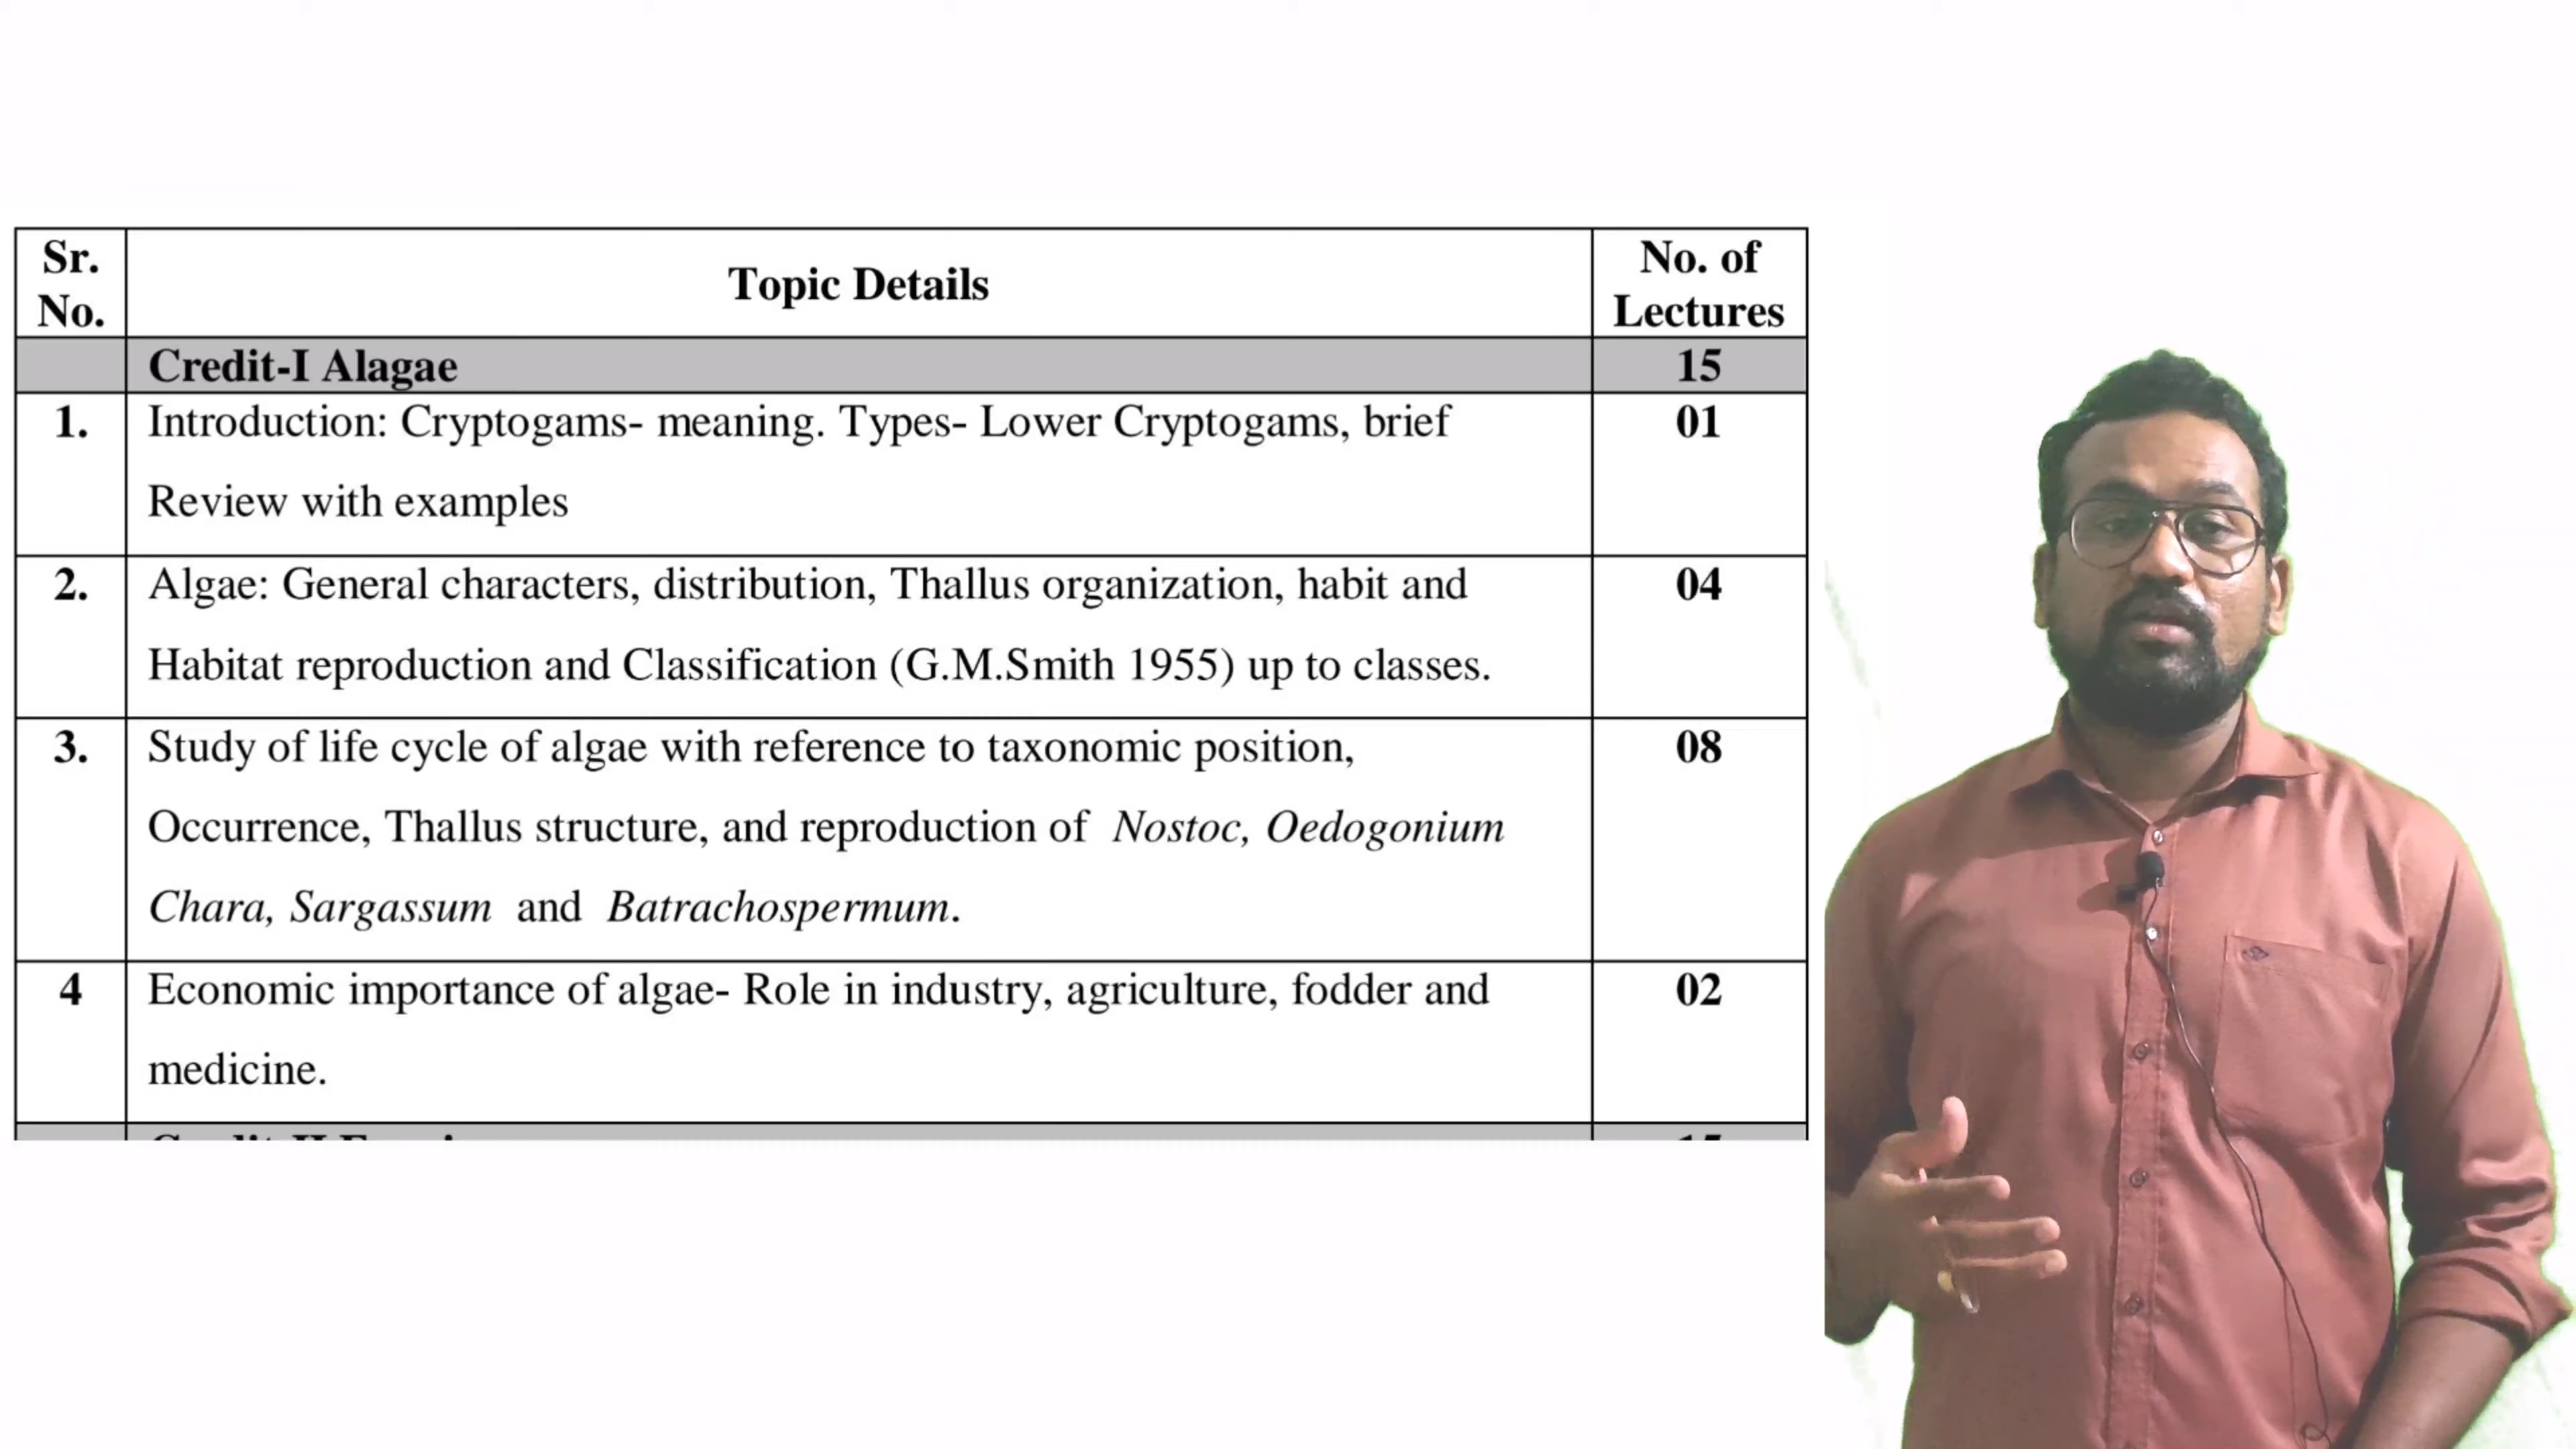 Sr.
No.
Topic Details
No. of
Lectures
Credit-I Alagae
15
1.
Introduction: Cryptogams- meaning. Types- Lower Cryptogams, brief
01
Review with examples
2.
Algae: General characters, distribution, Thallus organization, habit and
04
Habitat reproduction and Classification (G.M.Smith 1955) up to classes.
3.
Study of life cycle of algae with reference to taxonomic position,
08
Occurrence, Thallus structure, and reproduction of Nostoc, Oedogonium
Chara, Sargassum and Batrachospermum.
4
Economic importance of algae- Role in industry, agriculture, fodder and
02
medicine.